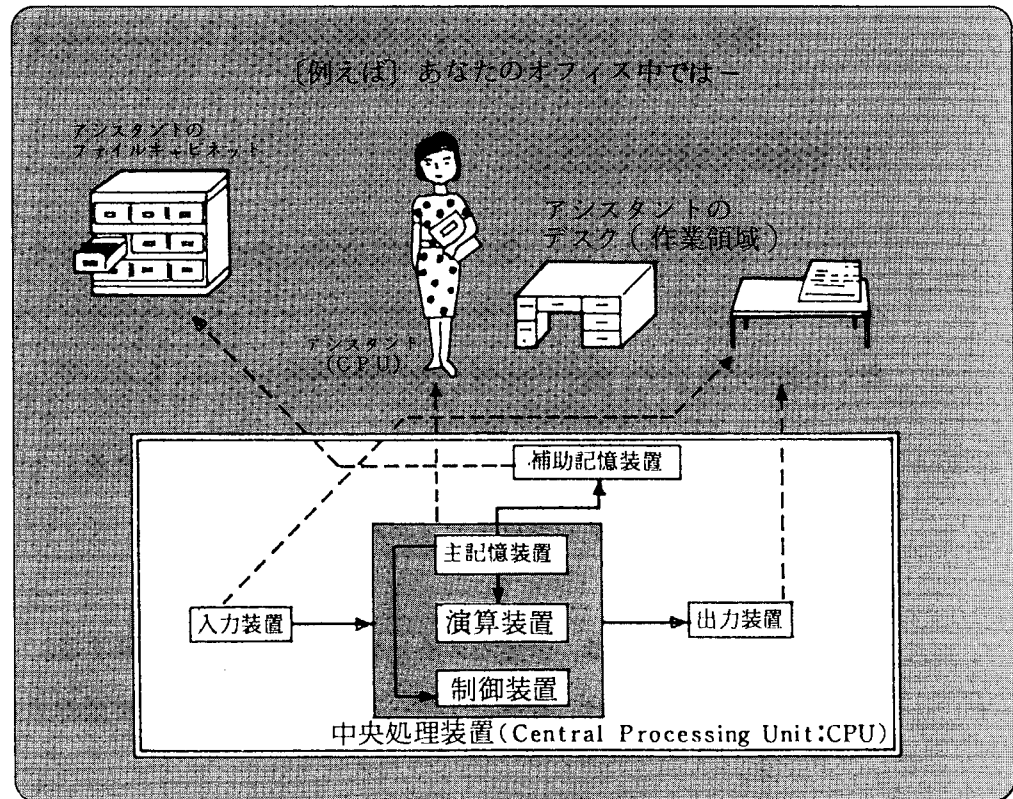 〔例えば〕 あなたのオフィス中では－
アシスタントの
ファイルキャビネット
アシスタントの
デスク（作業領域）
アシスタント
（CPU）
補助記憶装置
主記憶装置
入力装置
演算装置
出力装置
制御装置
中央処理装置(Central Processing Unit:CPU)